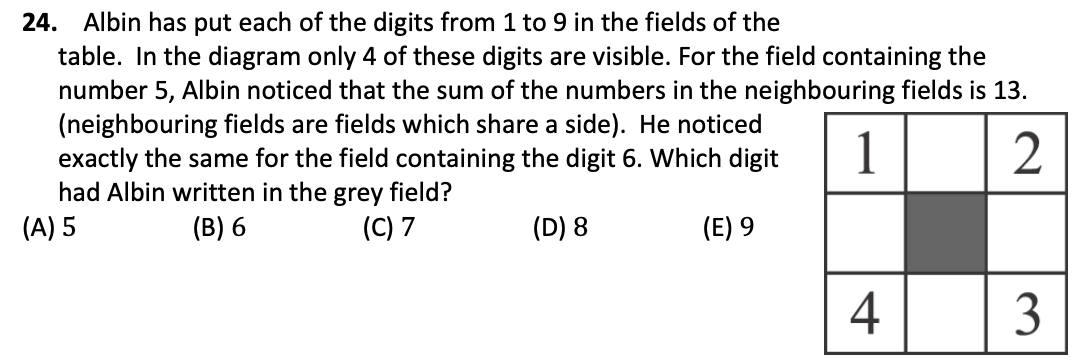 24. Albin has put each of the digits from 1 to 9 in the fields of the
table. In the diagram only 4 of these digits are visible. For the field containing the
number 5, Albin noticed that the sum of the numbers in the neighbouring fields is 13.
(neighbouring fields are fields which share a side). He noticed
exactly the same for the field containing the digit 6. Which digit
had Albin written in the grey field?
(A) 5 (B) 6 (C) 7 (D) 8 (E) 9
1 2
4 3